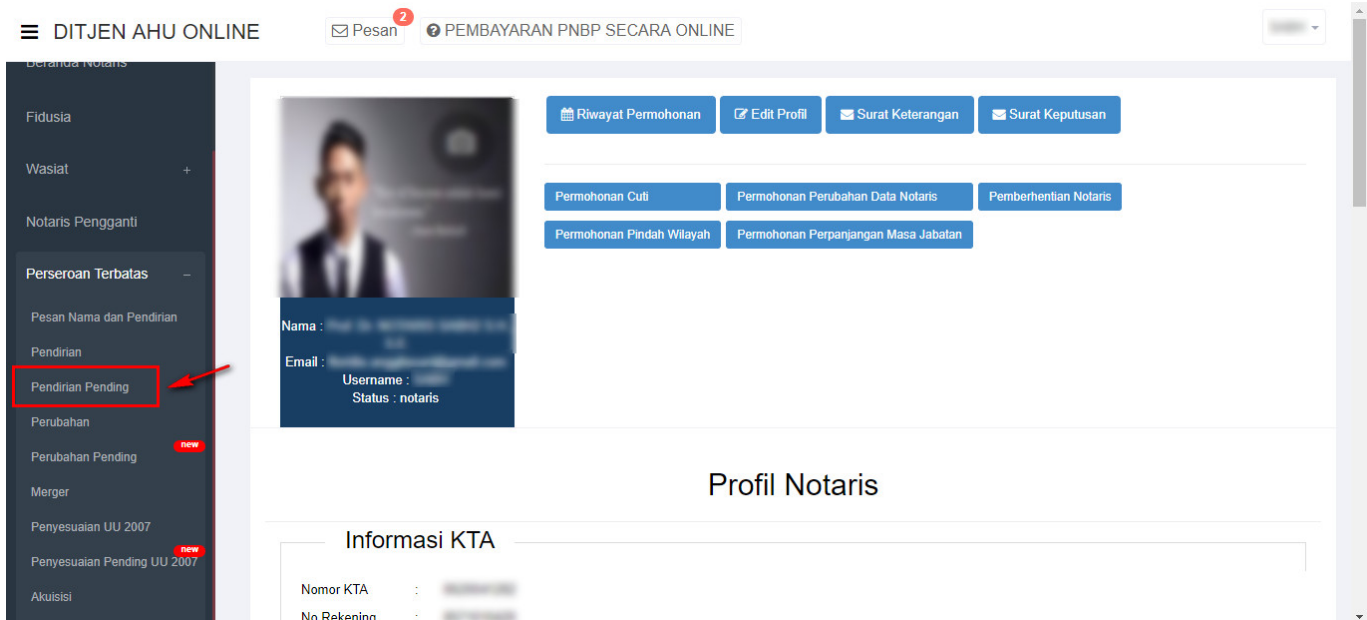 DITJEN AHU ONLINE
Pesan
2
PEMBAYARAN PNBP SECARA ONLINE
Beranda Notaris
Fidusia
Wasiat +
Notaris Pengganti
Perseroan Terbatas –
Pesan Nama dan Pendirian
Pendirian
Pendirian Pending
Perubahan
new
Perubahan Pending
Merger
Penyesuaian UU 2007
new
Penyesuaian Pending UU 2007
Akuisisi
Riwayat Permohonan
Edit Profil
Surat Keterangan
Surat Keputusan
Permohonan Cuti
Permohonan Perubahan Data Notaris
Pemberhentian Notaris
Permohonan Pindah Wilayah
Permohonan Perpanjangan Masa Jabatan
Nama :
Email :
Username :
Status : notaris
Profil Notaris
Informasi KTA
Nomor KTA :
No Rekening :